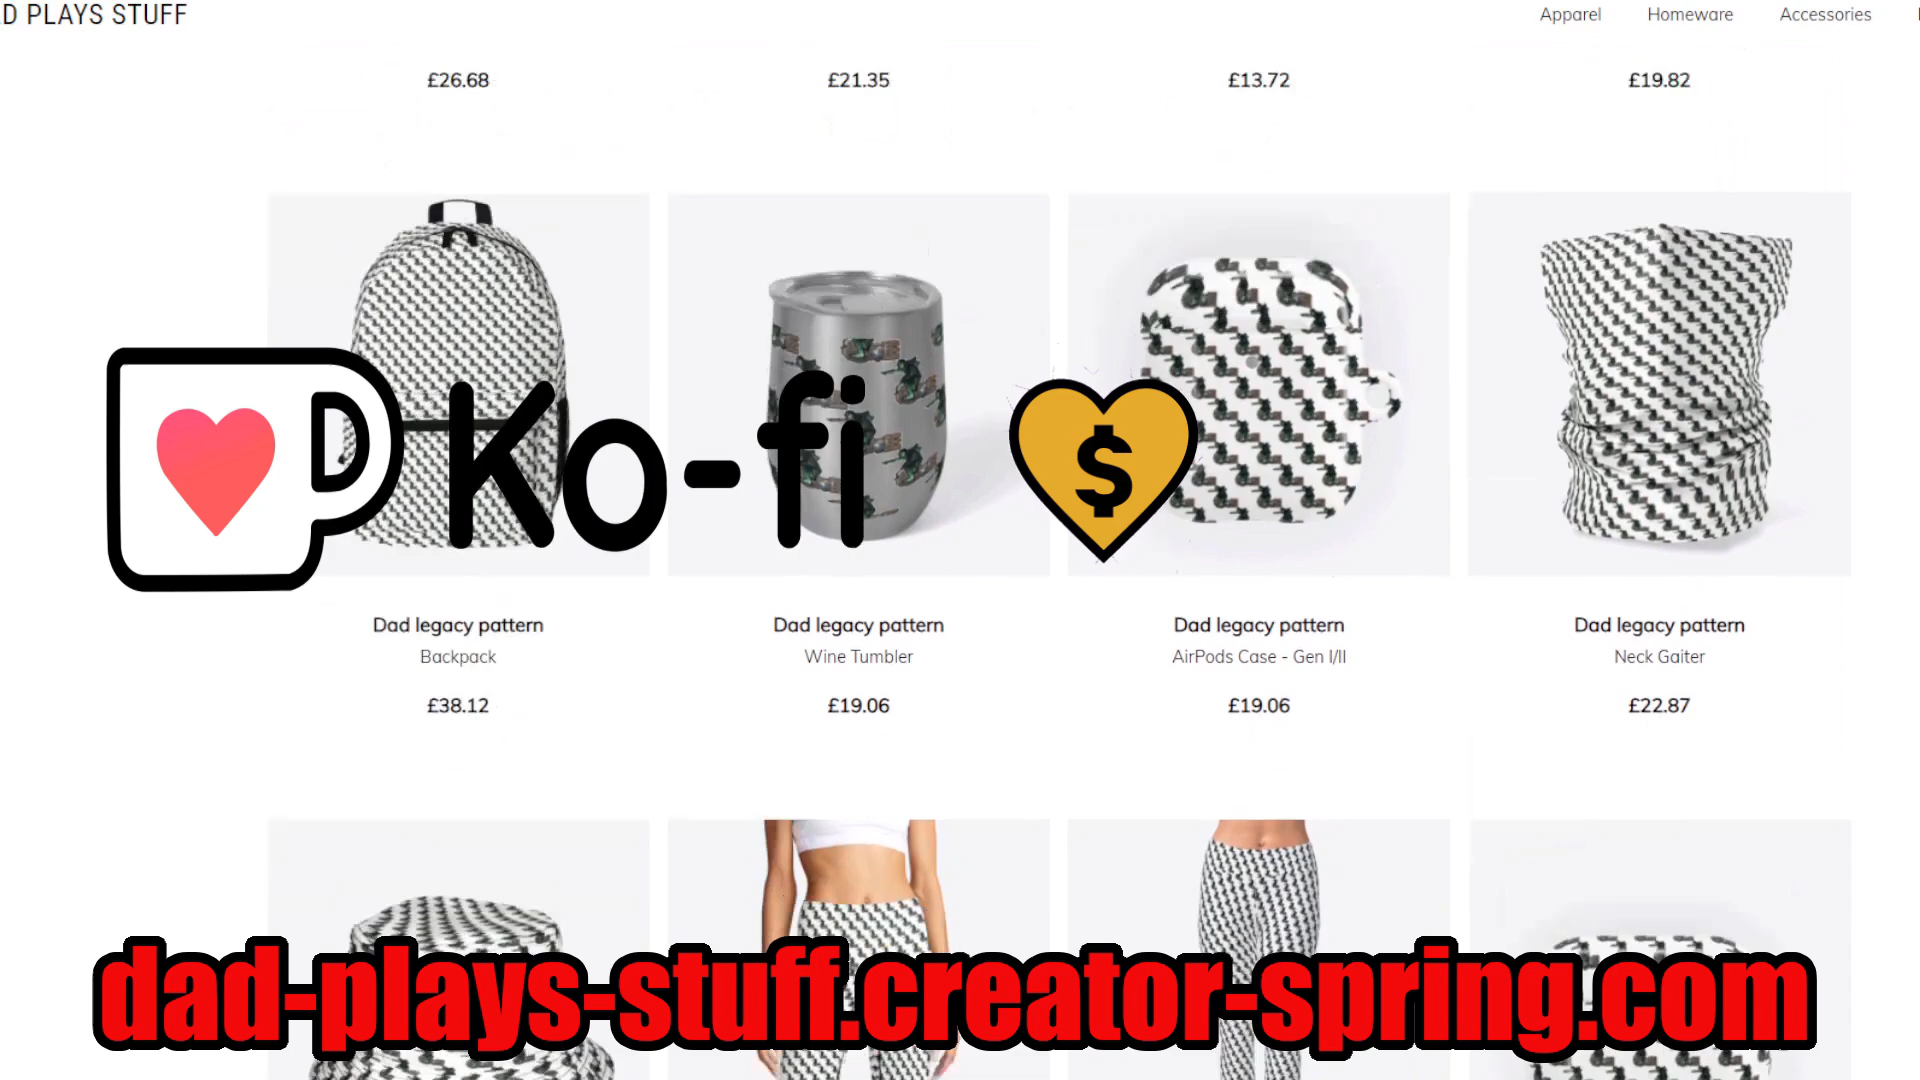 D PLAYS STUFF
Apparel Homeware Accessories
£26.68 £21.35 £13.72 £19.82
Ko-fi $
Dad legacy pattern Dad legacy pattern Dad legacy pattern Dad legacy pattern
Backpack Wine Tumbler AirPods Case - Gen I/II Neck Gaiter
£38.12 £19.06 £19.06 £22.87
dad-plays-stuff.creator-spring.com